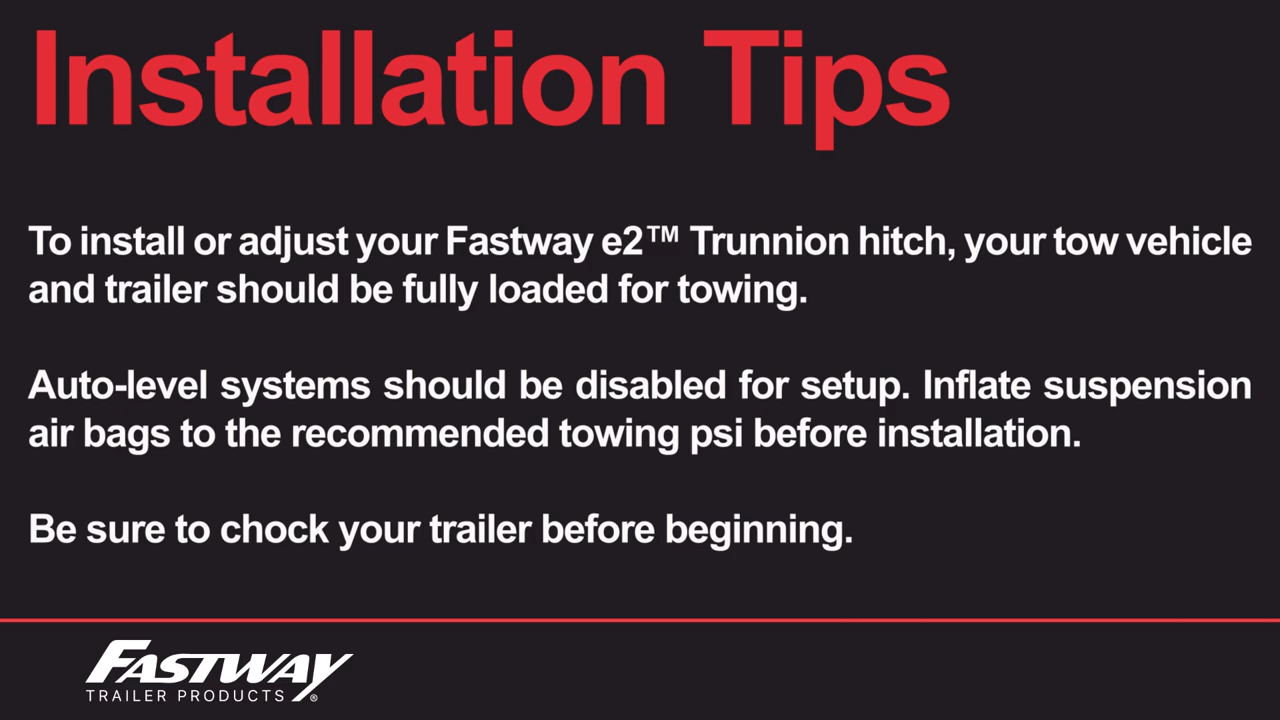 Installation Tips
To install or adjust your Fastway e2™ Trunnion hitch, your tow vehicle
and trailer should be fully loaded for towing.
Auto-level systems should be disabled for setup. Inflate suspension
air bags to the recommended towing psi before installation.
Be sure to chock your trailer before beginning.
FASTWAY
TRAILER PRODUCTS®